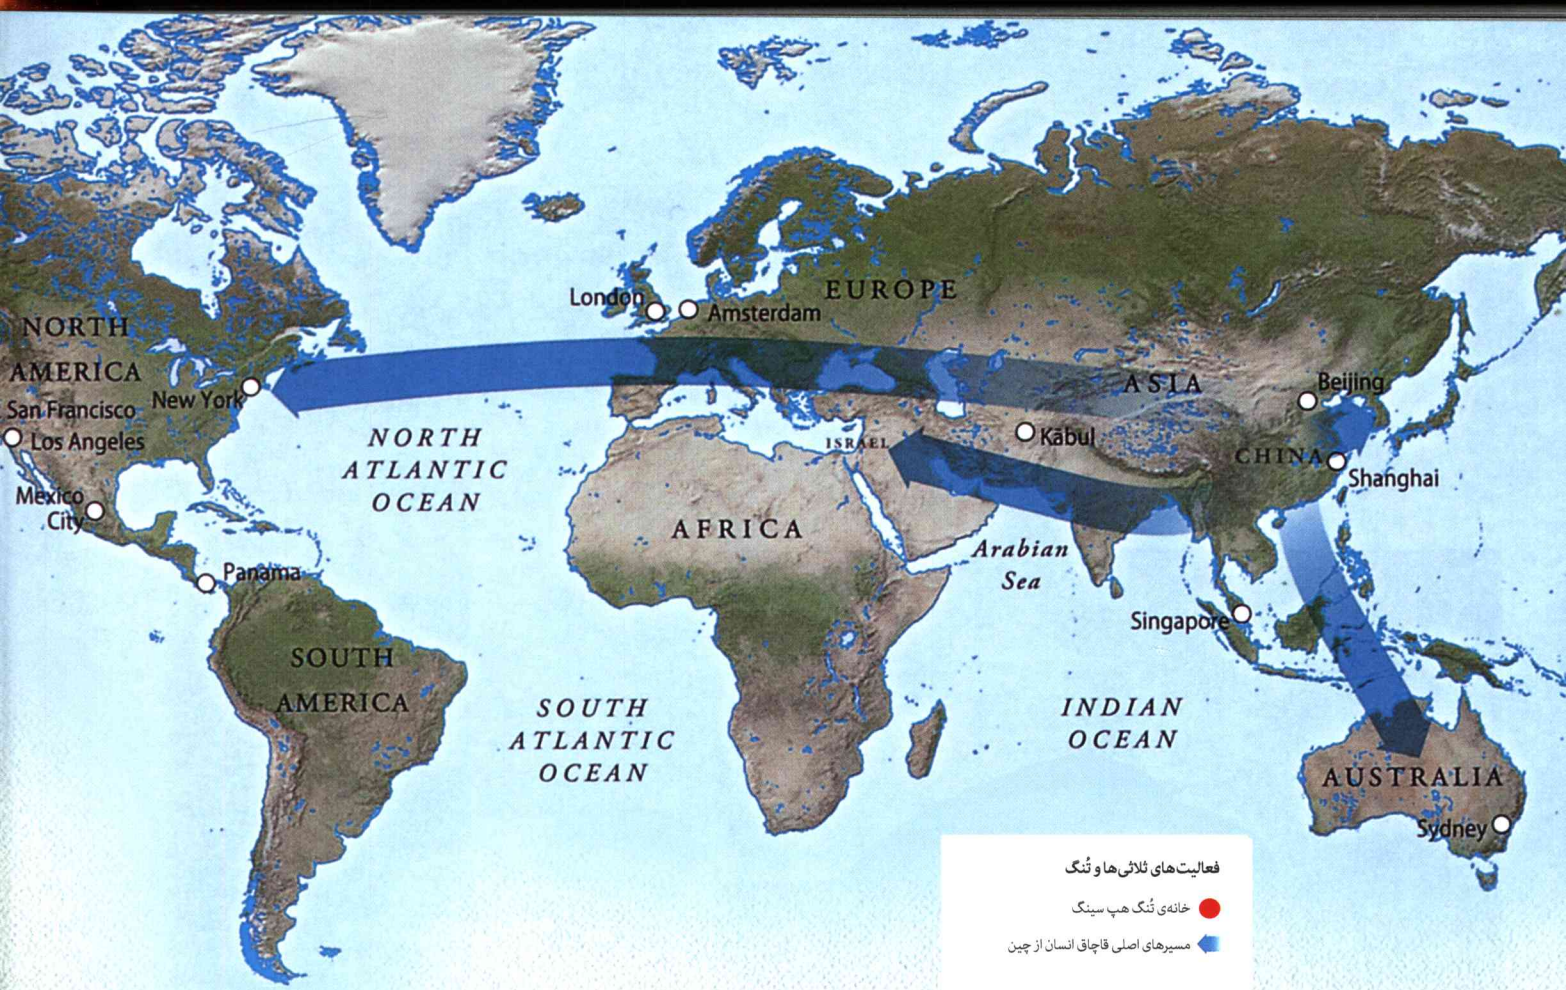 EUROPE
London
Amsterdam
NORTH
AMERICA
New York
San Francisco
Los Angeles
Mexico
City
Panama
NORTH
ATLANTIC
OCEAN
ISRAEL
ASIA
Kābul
Beijing
CHINA
Shanghai
AFRICA
Arabian
Sea
Singapore
SOUTH
AMERICA
SOUTH
ATLANTIC
OCEAN
INDIAN
OCEAN
AUSTRALIA
Sydney
فعالیت‌های ثلاثی‌ها و تُنگ
خانه‌ی تُنگ هپ سینگ
مسیرهای اصلی قاچاق انسان از چین